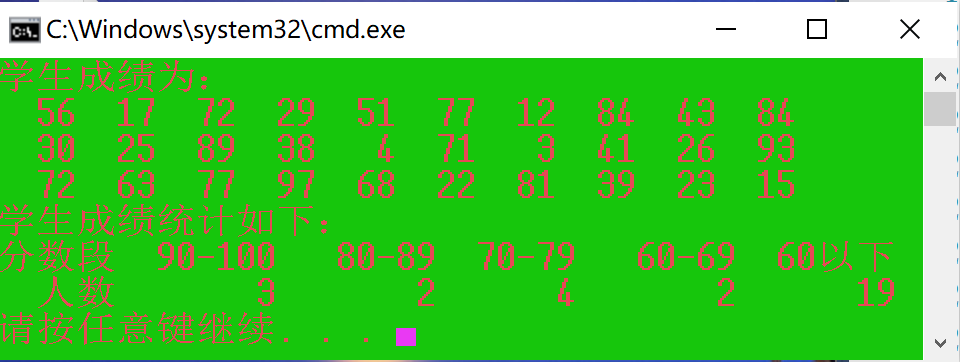 C:\Windows\system32\cmd.exe
学生成绩为:
56 17 72 29 51 77 12 84 43 84
30 25 89 38 4 71 3 41 26 93
72 63 77 97 68 22 81 39 23 15
学生成绩统计如下:
分数段 90-100 80-89 70-79 60-69 60以下
人数 3 2 4 2 19
请按任意键继续. . .